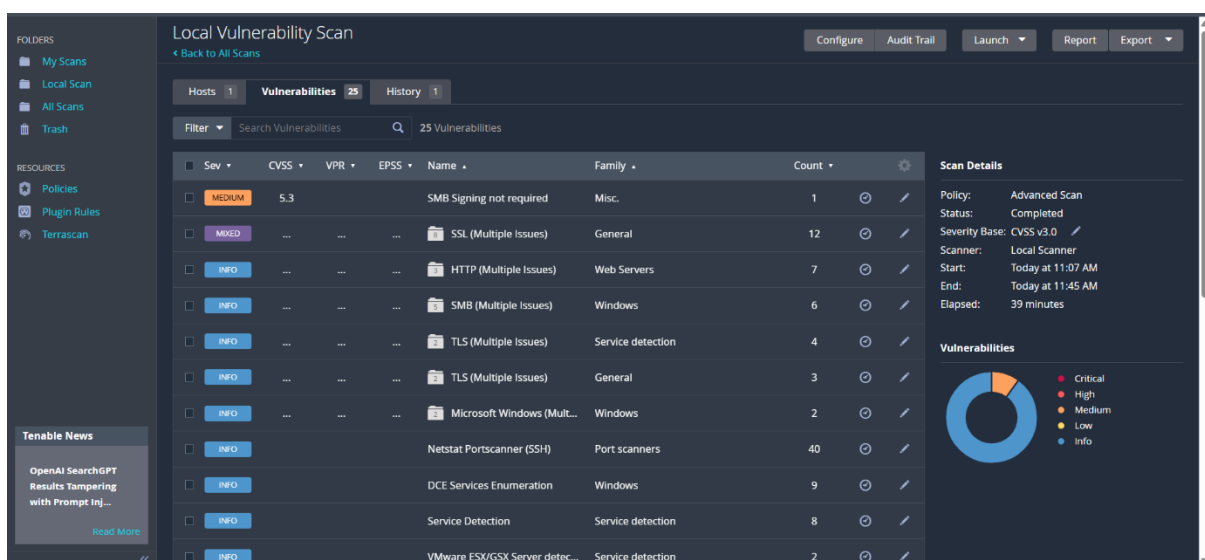 FOLDERS
My Scans
Local Scan
All Scans
Trash
RESOURCES
Policies
Plugin Rules
Terrascan
Tenable News
OpenAI SearchGPT
Results Tampering
with Prompt Inj...
Read More
Local Vulnerability Scan
Back to All Scans
Configure Audit Trail Launch Report Export
Hosts 1 Vulnerabilities 25 History 1
Filter Search Vulnerabilities 25 Vulnerabilities
Sev CVSS VPR EPSS Name Family Count
MEDIUM 5.3 SMB Signing not required Misc. 1
MIXED ... ... ... 8 SSL (Multiple Issues) General 12
INFO ... ... ... 3 HTTP (Multiple Issues) Web Servers 7
INFO ... ... ... 5 SMB (Multiple Issues) Windows 6
INFO ... ... ... 2 TLS (Multiple Issues) Service detection 4
INFO ... ... ... 2 TLS (Multiple Issues) General 3
INFO ... ... ... 2 Microsoft Windows (Mult... Windows 2
INFO Netstat Portscanner (SSH) Port scanners 40
INFO DCE Services Enumeration Windows 9
INFO Service Detection Service detection 8
INFO VMware ESX/GSX Server detec... Service detection 2
Scan Details
Policy: Advanced Scan
Status: Completed
Severity Base: CVSS v3.0
Scanner: Local Scanner
Start: Today at 11:07 AM
End: Today at 11:45 AM
Elapsed: 39 minutes
Vulnerabilities
Critical
High
Medium
Low
Info